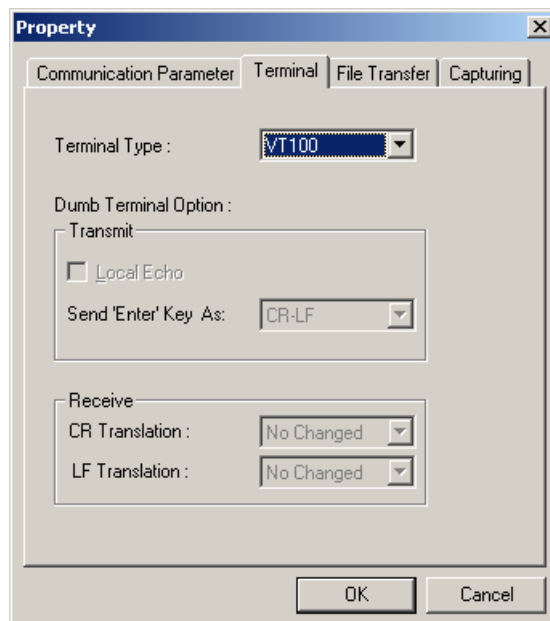 Property
Communication Parameter Terminal File Transfer Capturing
Terminal Type : VT100
Dumb Terminal Option :
Transmit
Local Echo
Send 'Enter' Key As: CR-LF
Receive
CR Translation : No Changed
LF Translation : No Changed
OK Cancel